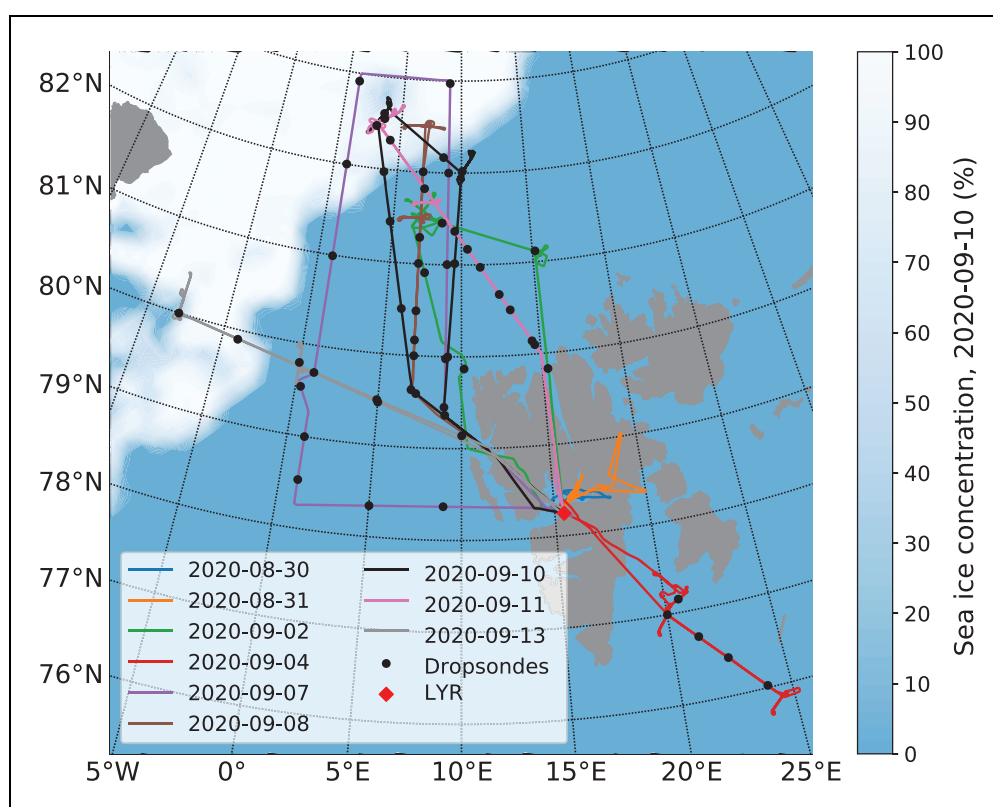 82°N
81°N
80°N
79°N
78°N
77°N
76°N
5°W
0°E
5°E
10°E
15°E
20°E
25°E
2020-08-30
2020-08-31
2020-09-02
2020-09-04
2020-09-07
2020-09-08
2020-09-10
2020-09-11
2020-09-13
Dropsondes
LYR
100
90
80
70
60
50
40
30
20
10
0
Sea ice concentration, 2020-09-10 (%)